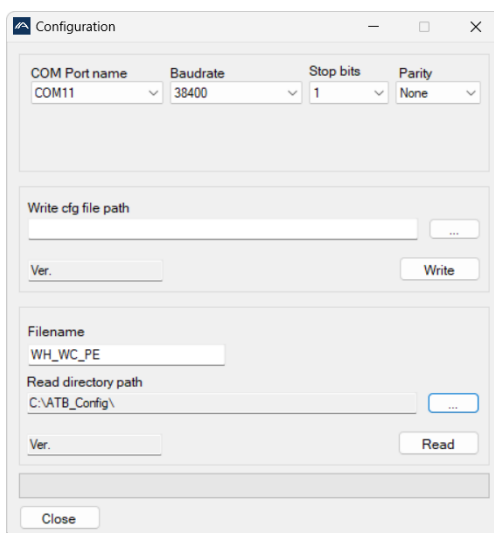 Configuration
COM Port name Baudrate Stop bits Parity
COM11 38400 1 None
Write cfg file path
...
Ver. Write
Filename
WH_WC_PE
Read directory path
C:\ATB_Config\ ...
Ver. Read
Close